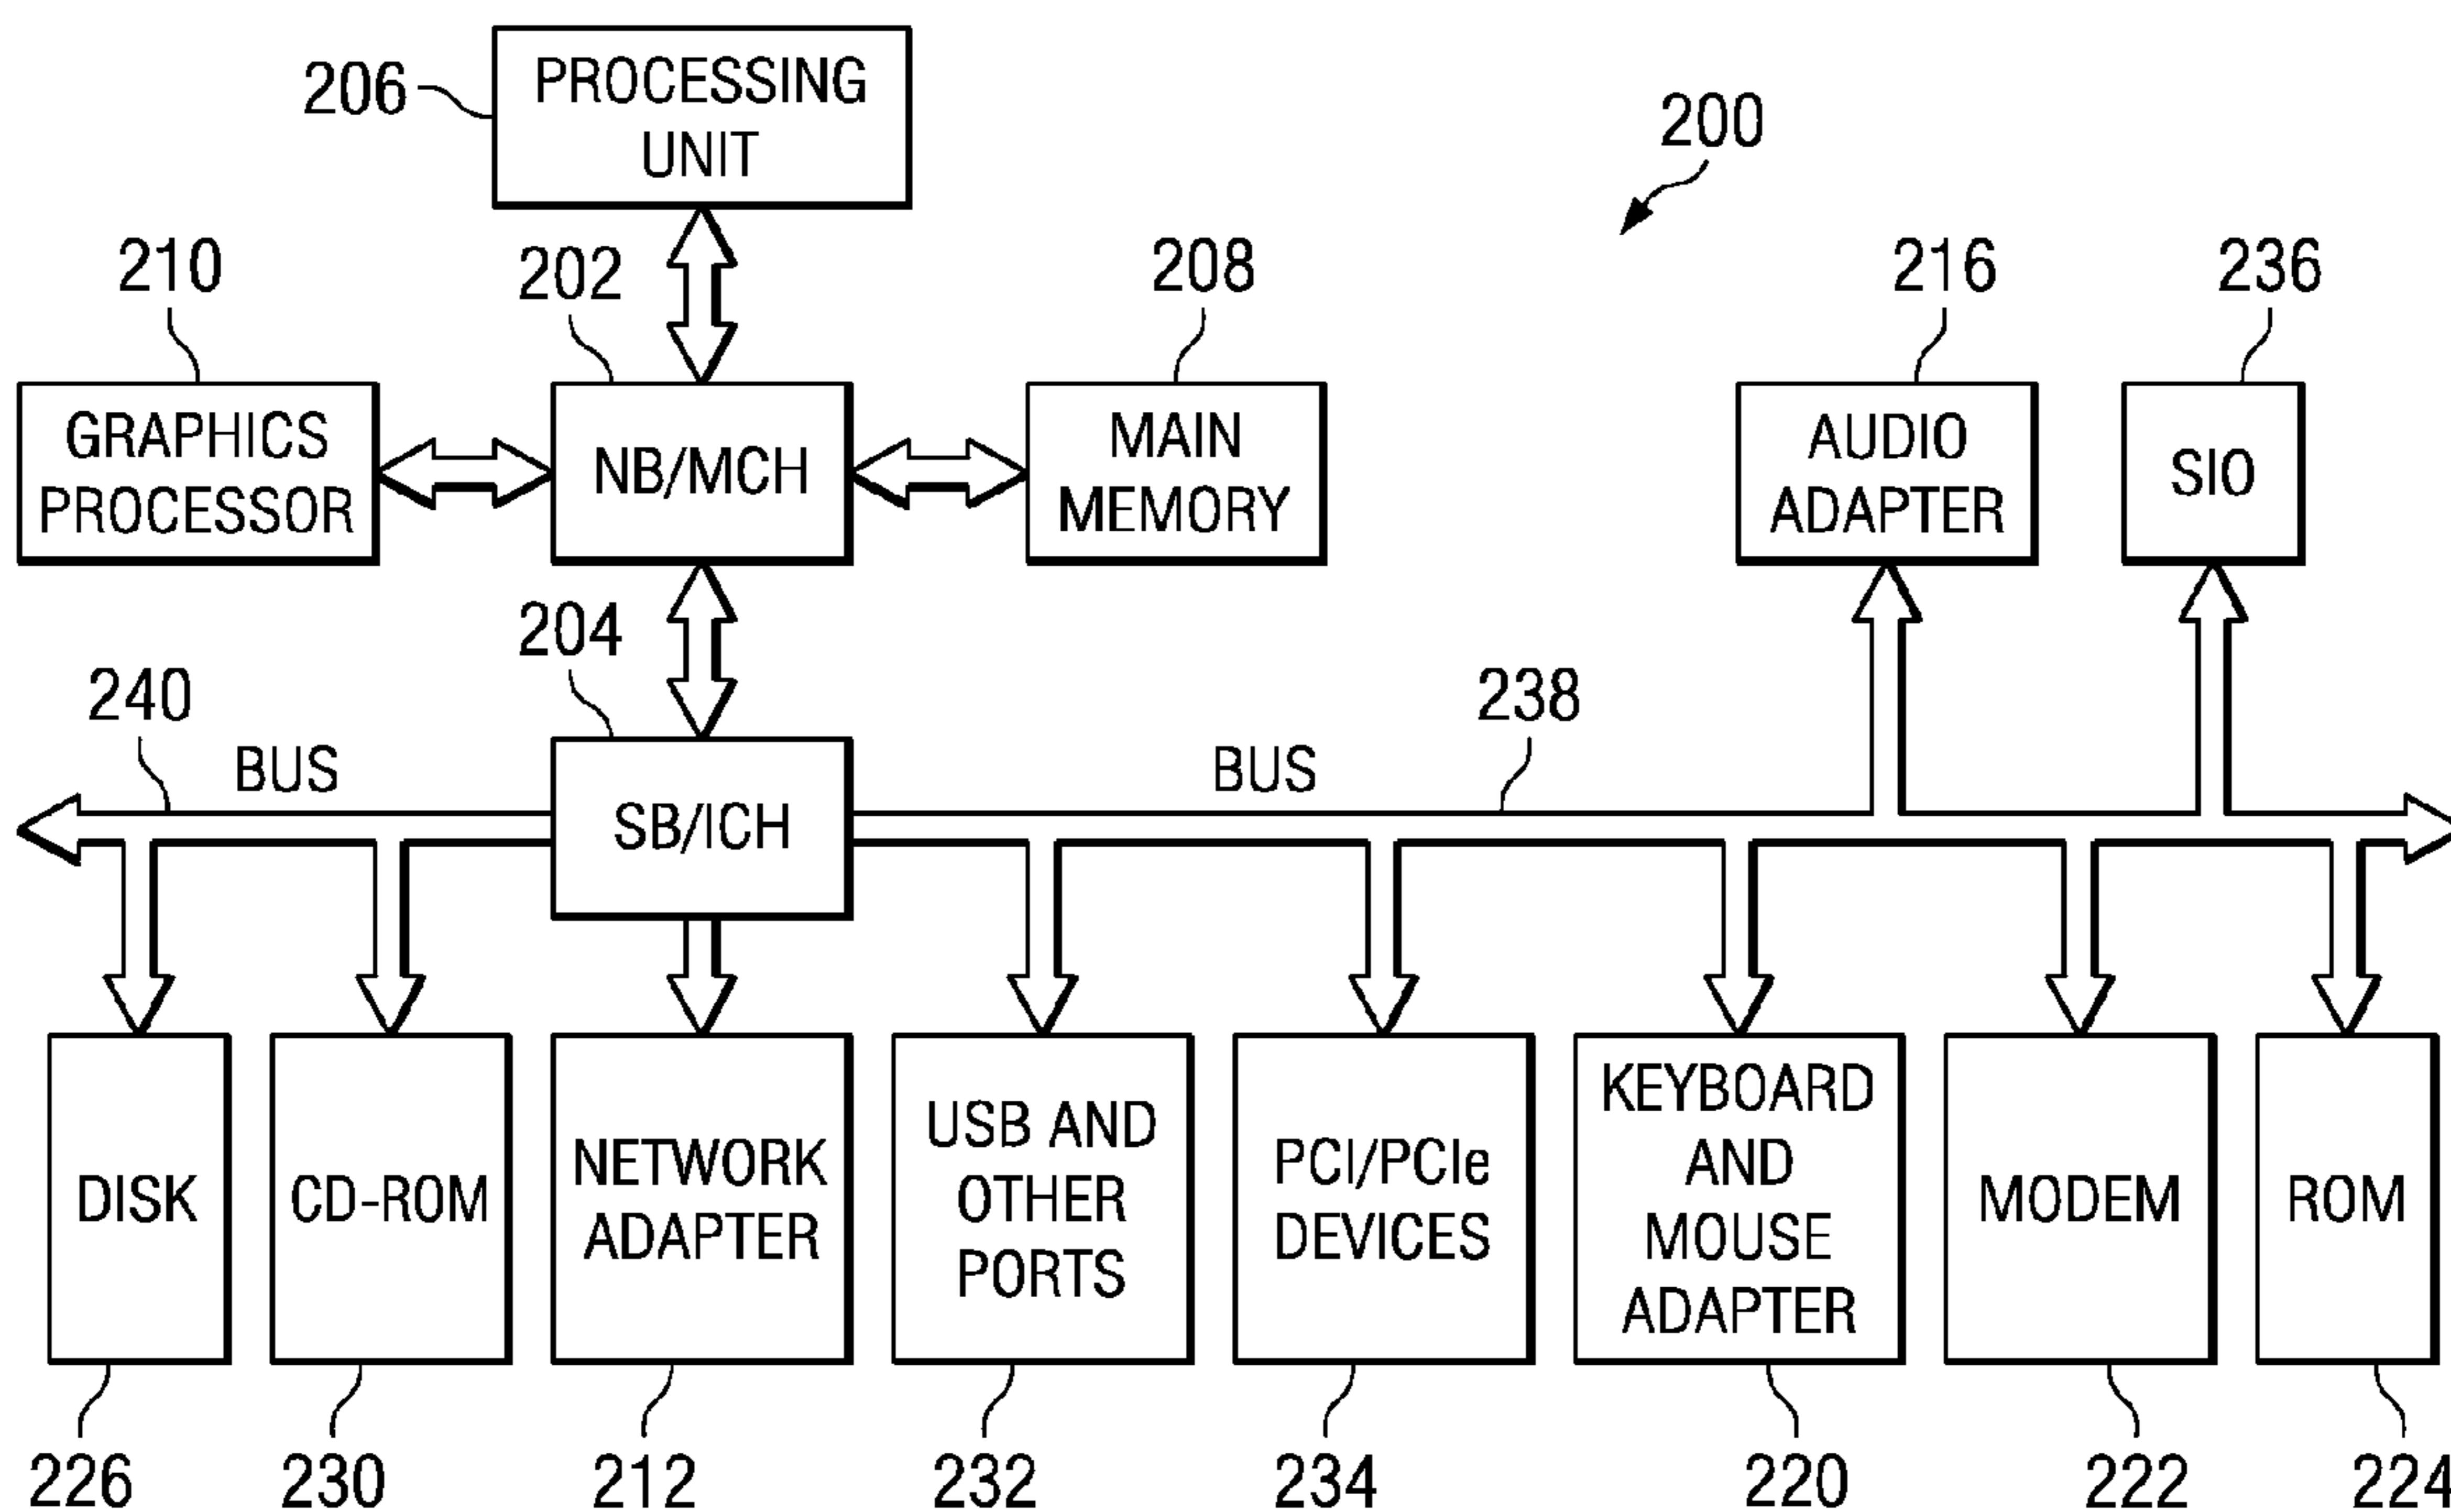 206
PROCESSING
UNIT
200
210
202
208
216
236
GRAPHICS
PROCESSOR
NB/MCH
MAIN
MEMORY
AUDIO
ADAPTER
SIO
204
240
BUS
238
BUS
SB/ICH
DISK
CD-ROM
NETWORK
ADAPTER
USB AND
OTHER
PORTS
PCI/PCIe
DEVICES
KEYBOARD
AND
MOUSE
ADAPTER
MODEM
ROM
226
230
212
232
234
220
222
224